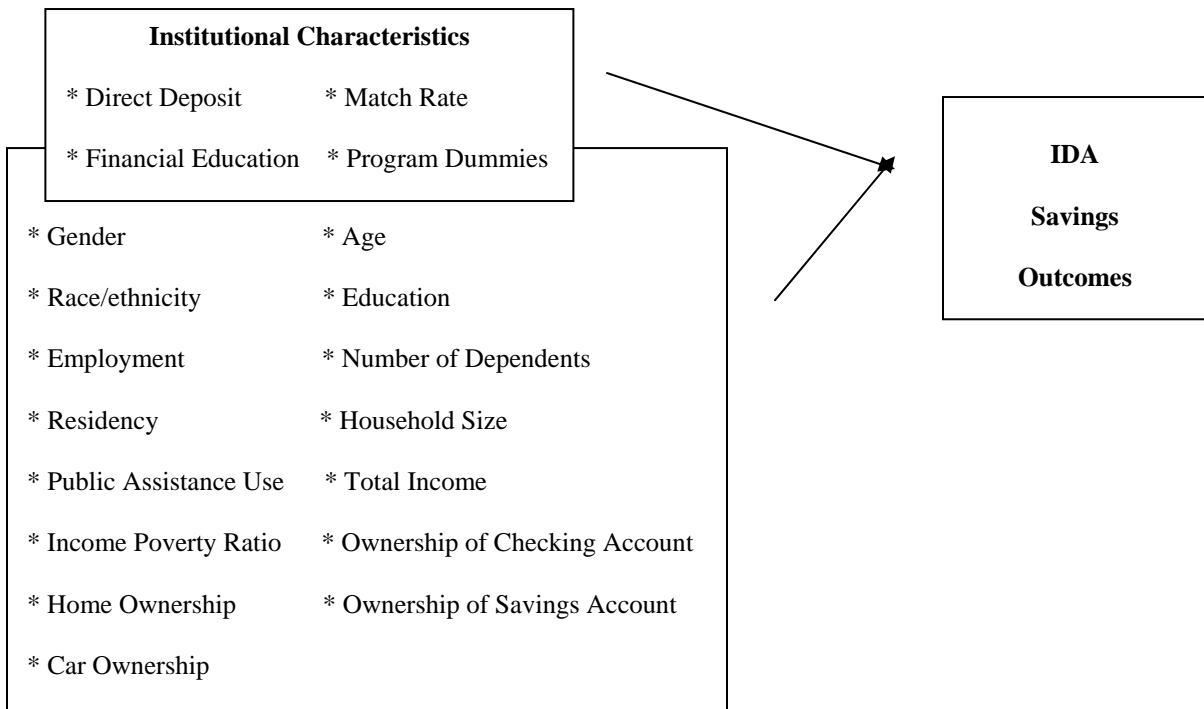 Institutional Characteristics
* Direct Deposit * Match Rate
* Financial Education * Program Dummies
* Gender * Age
* Race/ethnicity * Education
* Employment * Number of Dependents
* Residency * Household Size
* Public Assistance Use * Total Income
* Income Poverty Ratio * Ownership of Checking Account
* Home Ownership * Ownership of Savings Account
* Car Ownership
IDA
Savings
Outcomes